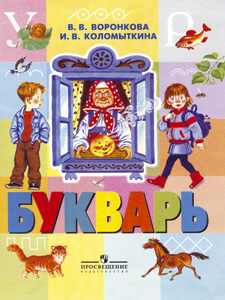 У
Р
В. В. ВОРОНКОВА
И. В. КОЛОМЫТКИНА
БУКВАРЬ
Ш
ПРОСВЕЩЕНИЕ
ИЗДАТЕЛЬСТВО